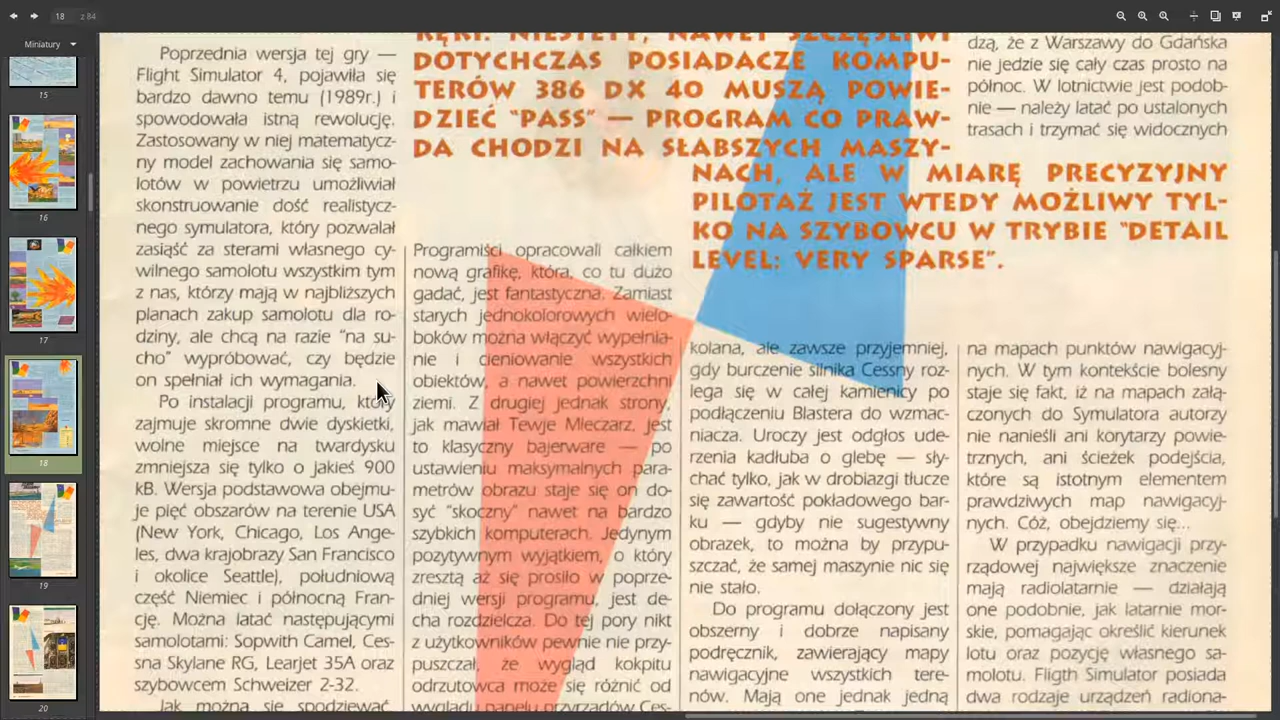 18
z 84
Miniatury
15
16
17
18
19
20
Poprzednia wersja tej gry —
Flight Simulator 4, pojawiła się
bardzo dawno temu (1989r.) i
spowodowała istną rewolucję.
Zastosowany w niej matematycz-
ny model zachowania się samo-
lotów w powietrzu umożliwiał
skonstruowanie dość realistycz-
nego symulatora, który pozwalał
zasiąść za sterami własnego cy-
wilnego samolotu wszystkim tym
z nas, którzy mają w najbliższych
planach zakup samolotu dla ro-
dziny, ale chcą na razie "na su-
cho" wypróbować, czy będzie
on spełniał ich wymagania.
Po instalacji programu, który
zajmuje skromne dwie dyskietki,
wolne miejsce na twardysku
zmniejsza się tylko o jakieś 900
kB. Wersja podstawowa obejmu-
je pięć obszarów na terenie USA
(New York, Chicago, Los Ange-
les, dwa krajobrazy San Francisco
i okolice Seattle), południową
część Niemiec i północną Fran-
cję. Można latać następującymi
samolotami: Sopwith Camel, Ces-
sna Skylane RG, Learjet 35A oraz
szybowcem Schweizer 2-32.
Jak można się spodziewać,
RĘKI. NIESTETY, NAWET SZCZĘŚLIWI
DOTYCHCZAS POSIADACZE KOMPU-
TERÓW 386 DX 40 MUSZĄ POWIE-
DZIEĆ "PASS" — PROGRAM CO PRAW-
DA CHODZI NA SŁABSZYCH MASZY-
NACH, ALE W MIARĘ PRECYZYJNY
PILOTAŻ JEST WTEDY MOŻLIWY TYL-
KO NA SZYBOWCU W TRYBIE "DETAIL
LEVEL: VERY SPARSE".
Programiści opracowali całkiem
nową grafikę, która, co tu dużo
gadać, jest fantastyczna. Zamiast
starych jednokolorowych wielo-
boków można włączyć wypełnia-
nie i cieniowanie wszystkich
obiektów, a nawet powierzchni
ziemi. Z drugiej jednak strony,
jak mawiał Tewje Mleczarz, jest
to klasyczny bajerware — po
ustawieniu maksymalnych para-
metrów obrazu staje się on do-
syć "skoczny" nawet na bardzo
szybkich komputerach. Jedynym
pozytywnym wyjątkiem, o który
zresztą aż się prosiło w poprze-
dniej wersji programu, jest de-
cha rozdzielcza. Do tej pory nikt
z użytkowników pewnie nie przy-
puszczał, że wygląd kokpitu
odrzutowca może się różnić od
wyglądu panelu przyrządów Ces-
kolana, ale zawsze przyjemniej,
gdy burczenie silnika Cessny roz-
lega się w całej kamienicy po
podłączeniu Blastera do wzmac-
niacza. Uroczy jest odgłos ude-
rzenia kadłuba o glebę — sły-
chać tylko, jak w drobiazgi tłucze
się zawartość pokładowego bar-
ku — gdyby nie sugestywny
obrazek, to można by przypu-
szczać, że samej maszynie nic się
nie stało.
Do programu dołączony jest
obszerny i dobrze napisany
podręcznik, zawierający mapy
nawigacyjne wszystkich tere-
nów. Mają one jednak jedną
dzą, że z Warszawy do Gdańska
nie jedzie się cały czas prosto na
północ. W lotnictwie jest podob-
nie — należy latać po ustalonych
trasach i trzymać się widocznych
na mapach punktów nawigacyj-
nych. W tym kontekście bolesny
staje się fakt, iż na mapach załą-
czonych do Symulatora autorzy
nie nanieśli ani korytarzy powie-
trznych, ani ścieżek podejścia,
które są istotnym elementem
prawdziwych map nawigacyj-
nych. Cóż, obejdziemy się...
W przypadku nawigacji przy-
rządowej największe znaczenie
mają radiolatarnie — działają
one podobnie, jak latarnie mor-
skie, pomagając określić kierunek
lotu oraz pozycję własnego sa-
molotu. Fligth Simulator posiada
dwa rodzaje urządzeń radiona-